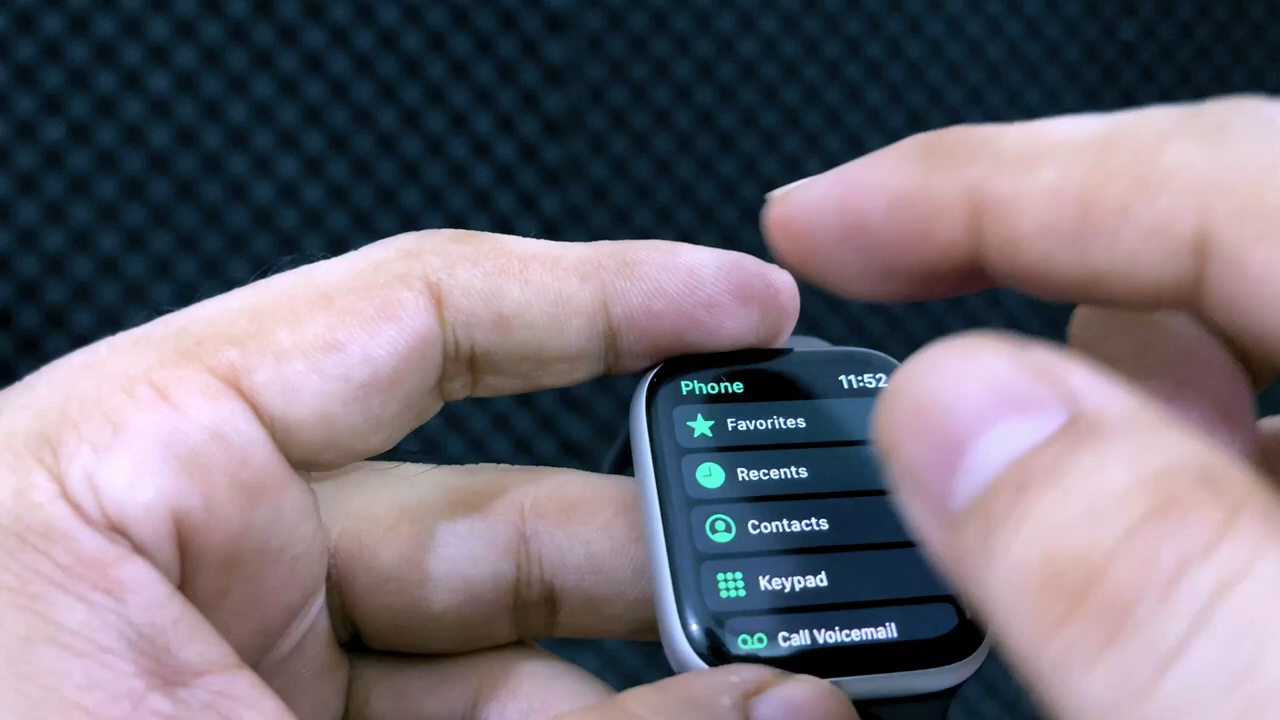 Phone 11:52
Favorites
Recents
Contacts
Keypad
Call Voicemail